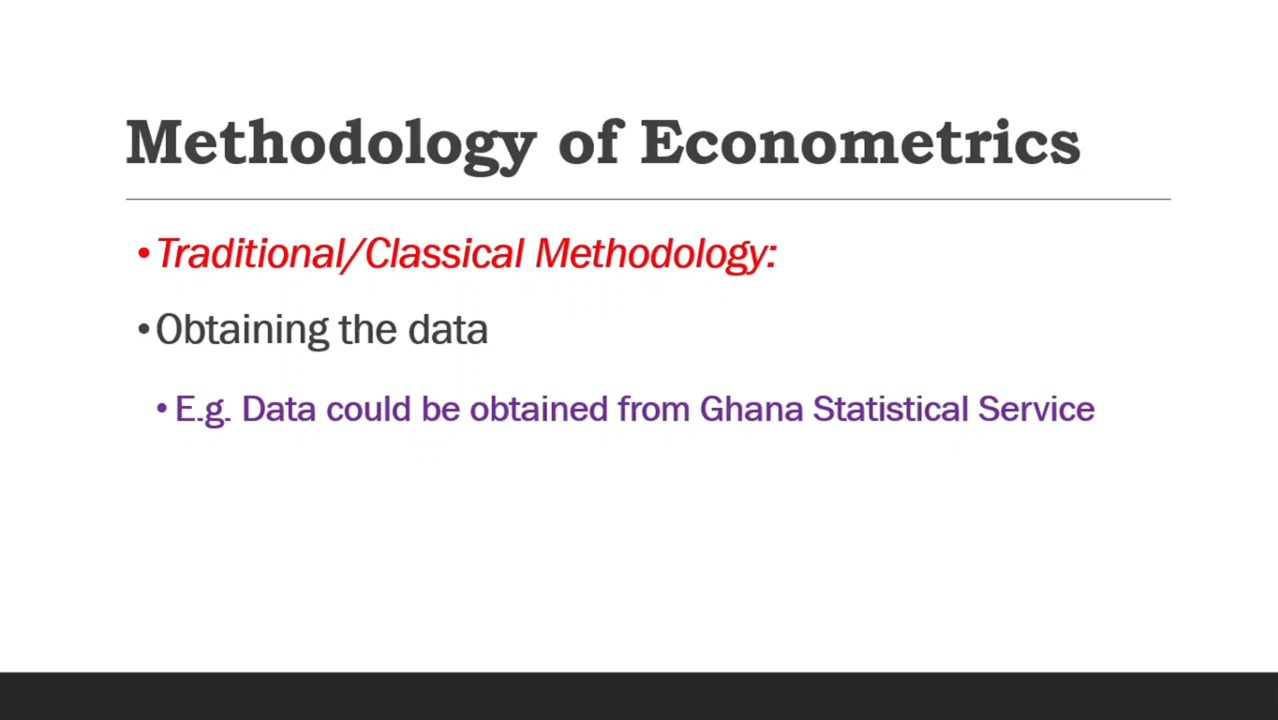 Methodology of Econometrics
•Traditional/Classical Methodology:
•Obtaining the data
•E.g. Data could be obtained from Ghana Statistical Service